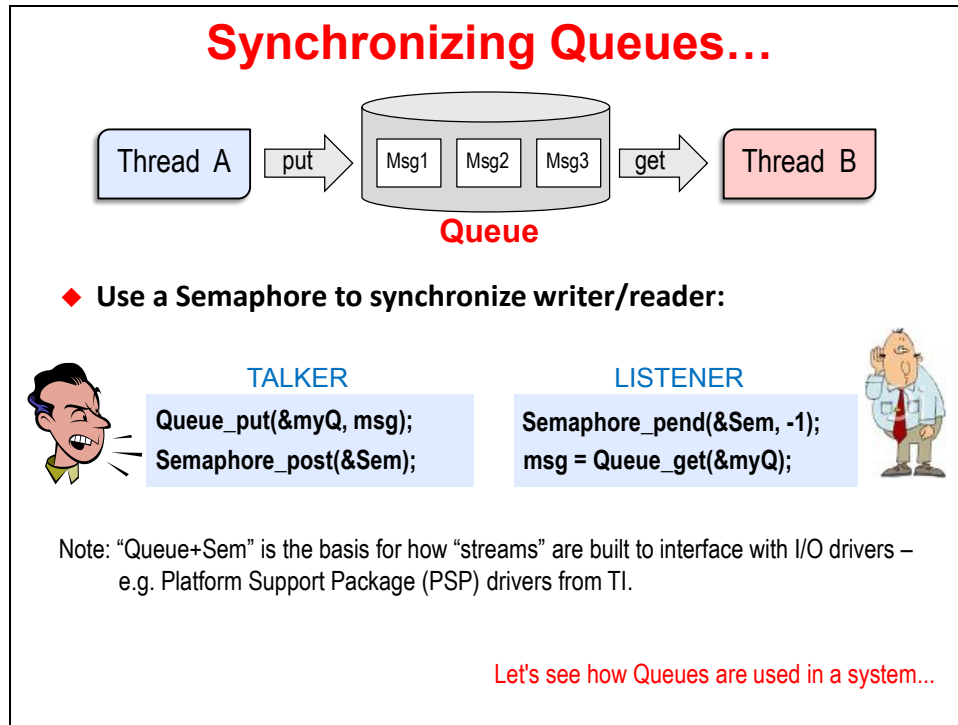 Synchronizing Queues…
Thread A
put
Msg1
Msg2
Msg3
get
Thread B
Queue
◆ Use a Semaphore to synchronize writer/reader:
TALKER
Queue_put(&myQ, msg);
Semaphore_post(&Sem);
LISTENER
Semaphore_pend(&Sem, -1);
msg = Queue_get(&myQ);
Note: “Queue+Sem” is the basis for how “streams” are built to interface with I/O drivers –
e.g. Platform Support Package (PSP) drivers from TI.
Let's see how Queues are used in a system...